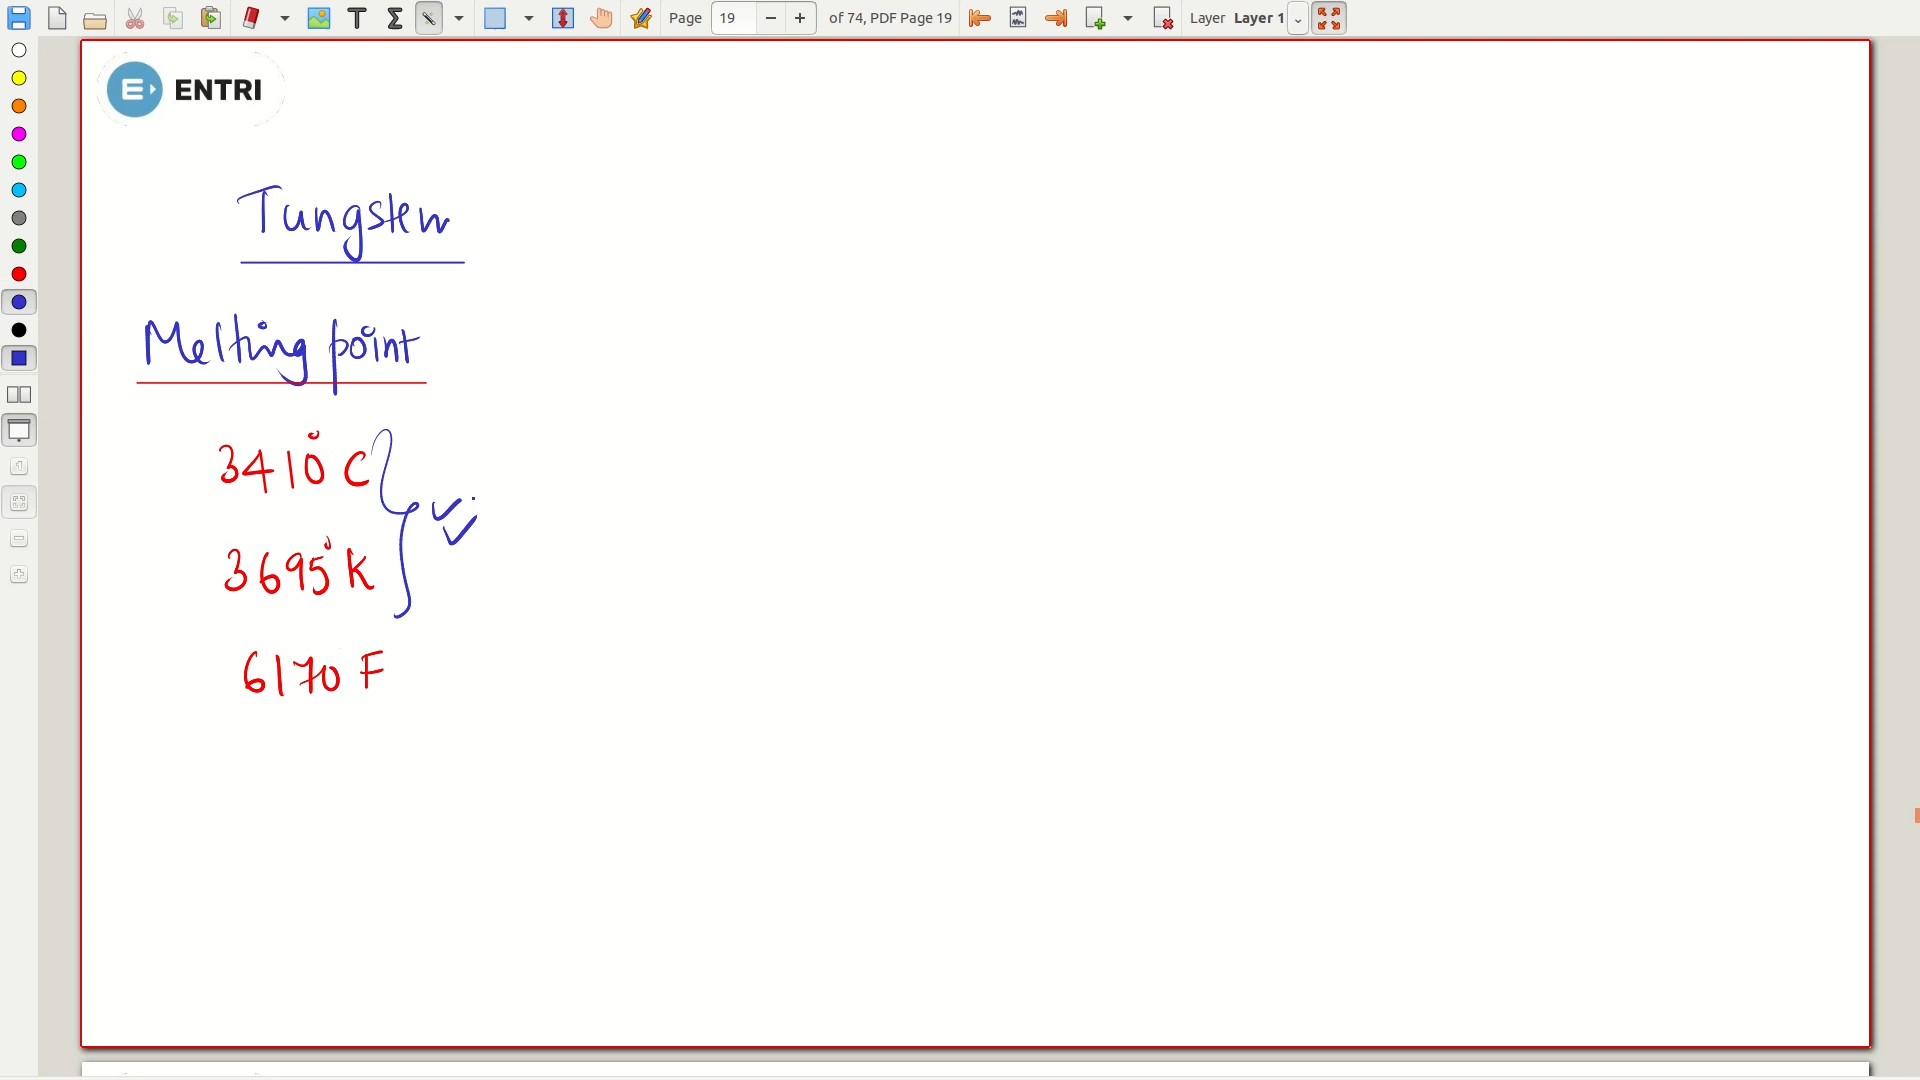 Page 19 of 74, PDF Page 19 Layer Layer 1
ENTRI
Tungsten
Melting point
3410° C
3695° K
6170 F